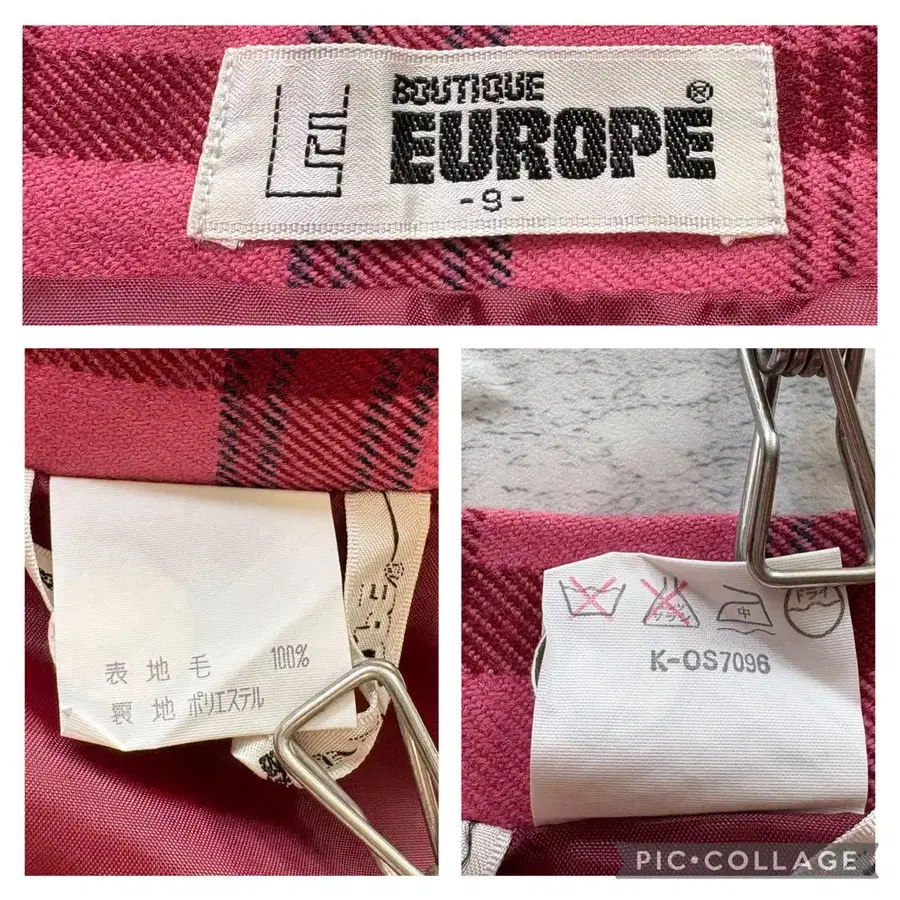 BOUTIQUE
EUROPE®
-9-
表地毛 100%
裏地 ポリエステル
中 ドライ
K-OS7096
PIC•COLLAGE